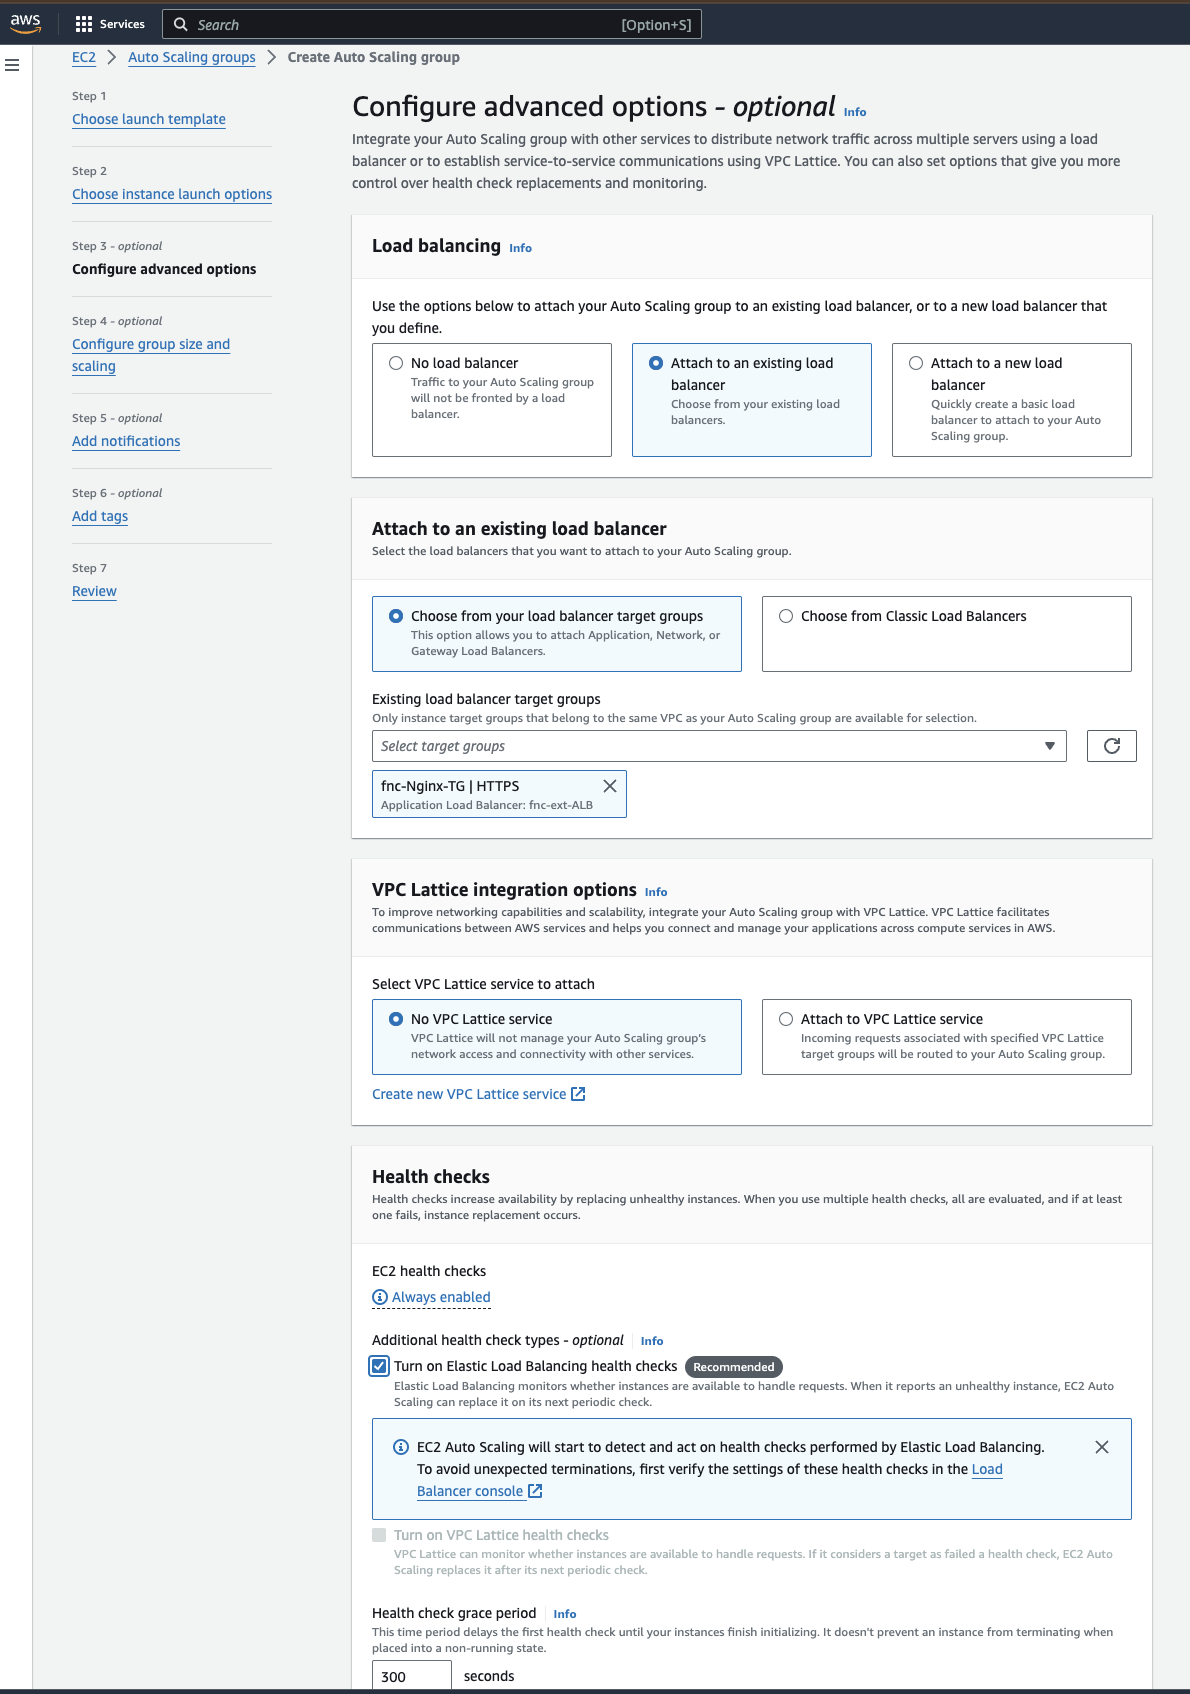 aws
Services
Search
[Option+S]
EC2
Auto Scaling groups
Create Auto Scaling group
Step 1
Choose launch template
Step 2
Choose instance launch options
Step 3 - optional
Configure advanced options
Step 4 - optional
Configure group size and
scaling
Step 5 - optional
Add notifications
Step 6 - optional
Add tags
Step 7
Review
Configure advanced options - optional Info
Integrate your Auto Scaling group with other services to distribute network traffic across multiple servers using a load
balancer or to establish service-to-service communications using VPC Lattice. You can also set options that give you more
control over health check replacements and monitoring.
Load balancing Info
Use the options below to attach your Auto Scaling group to an existing load balancer, or to a new load balancer that
you define.
No load balancer
Traffic to your Auto Scaling group
will not be fronted by a load
balancer.
Attach to an existing load
balancer
Choose from your existing load
balancers.
Attach to a new load
balancer
Quickly create a basic load
balancer to attach to your Auto
Scaling group.
Attach to an existing load balancer
Select the load balancers that you want to attach to your Auto Scaling group.
Choose from your load balancer target groups
This option allows you to attach Application, Network, or
Gateway Load Balancers.
Choose from Classic Load Balancers
Existing load balancer target groups
Only instance target groups that belong to the same VPC as your Auto Scaling group are available for selection.
Select target groups
fnc-Nginx-TG | HTTPS
Application Load Balancer: fnc-ext-ALB
VPC Lattice integration options Info
To improve networking capabilities and scalability, integrate your Auto Scaling group with VPC Lattice. VPC Lattice facilitates
communications between AWS services and helps you connect and manage your applications across compute services in AWS.
Select VPC Lattice service to attach
No VPC Lattice service
VPC Lattice will not manage your Auto Scaling group's
network access and connectivity with other services.
Attach to VPC Lattice service
Incoming requests associated with specified VPC Lattice
target groups will be routed to your Auto Scaling group.
Create new VPC Lattice service
Health checks
Health checks increase availability by replacing unhealthy instances. When you use multiple health checks, all are evaluated, and if at least
one fails, instance replacement occurs.
EC2 health checks
Always enabled
Additional health check types - optional Info
Turn on Elastic Load Balancing health checks Recommended
Elastic Load Balancing monitors whether instances are available to handle requests. When it reports an unhealthy instance, EC2 Auto
Scaling can replace it on its next periodic check.
EC2 Auto Scaling will start to detect and act on health checks performed by Elastic Load Balancing.
To avoid unexpected terminations, first verify the settings of these health checks in the Load
Balancer console
Turn on VPC Lattice health checks
VPC Lattice can monitor whether instances are available to handle requests. If it considers a target as failed a health check, EC2 Auto
Scaling replaces it after its next periodic check.
Health check grace period Info
This time period delays the first health check until your instances finish initializing. It doesn't prevent an instance from terminating when
placed into a non-running state.
300 seconds